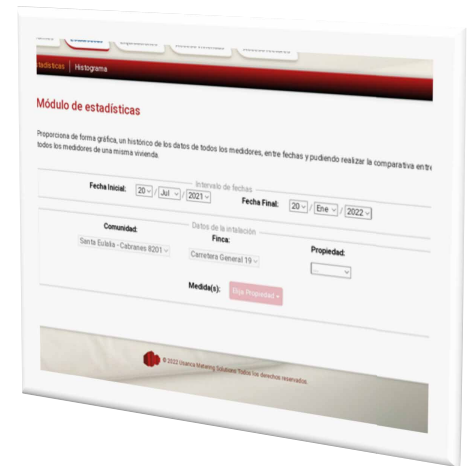 Estadísticas | Histograma
Módulo de estadísticas
Proporciona de forma gráfica, un histórico de los datos de todos los medidores, entre fechas y pudiendo realizar la comparativa entre
todos los medidores de una misma vivienda.
Intervalo de fechas
Fecha Inicial: 20 / Jul / 2021 Fecha Final: 20 / Ene / 2022
Datos de la intalación
Comunidad: Finca: Propiedad:
Santa Eulalia - Cabranes 8201 Carretera General 19 ...
Medida(s): Elija Propiedad
© 2022 Usanca Metering Solutions Todos los derechos reservados.